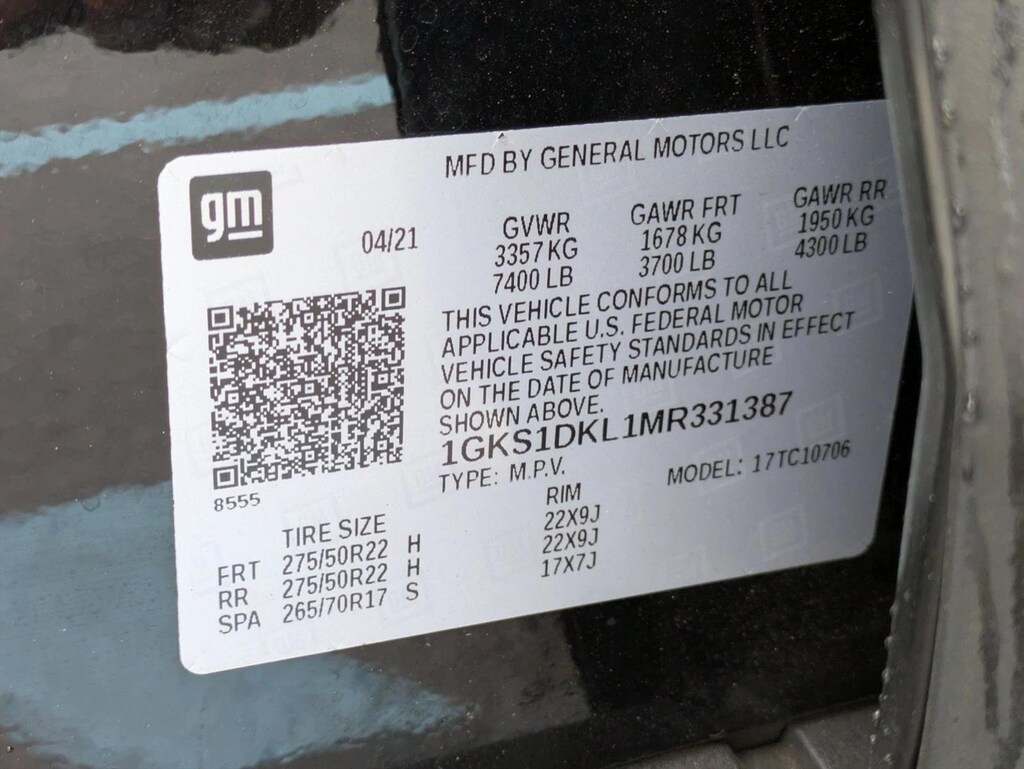 gm
MFD BY GENERAL MOTORS LLC
04/21
GVWR GAWR FRT GAWR RR
3357 KG 1678 KG 1950 KG
7400 LB 3700 LB 4300 LB
THIS VEHICLE CONFORMS TO ALL
APPLICABLE U.S. FEDERAL MOTOR
VEHICLE SAFETY STANDARDS IN EFFECT
ON THE DATE OF MANUFACTURE
SHOWN ABOVE.
1GKS1DKL1MR331387
TYPE: M.P.V. MODEL: 17TC10706
8555
TIRE SIZE RIM
FRT 275/50R22 H 22X9J
RR 275/50R22 H 22X9J
SPA 265/70R17 S 17X7J